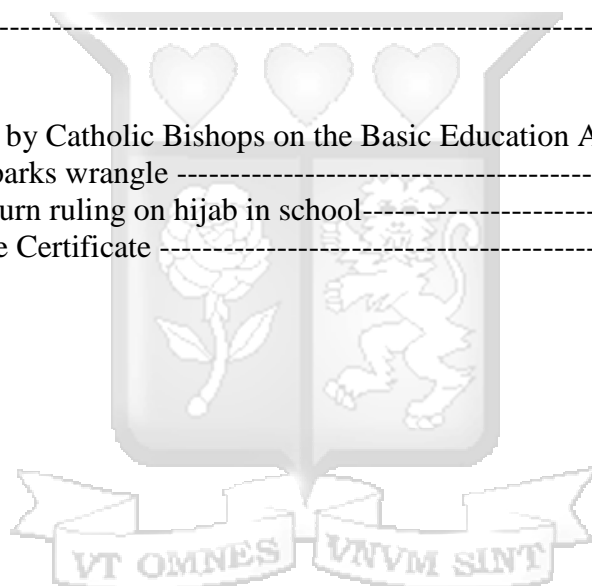 ------------------------------------------------------------
by Catholic Bishops on the Basic Education A
parks wrangle ------------------------------------------
urn ruling on hijab in school------------------------
e Certificate --------------------------------------------
VT OMNES VNVM SINT